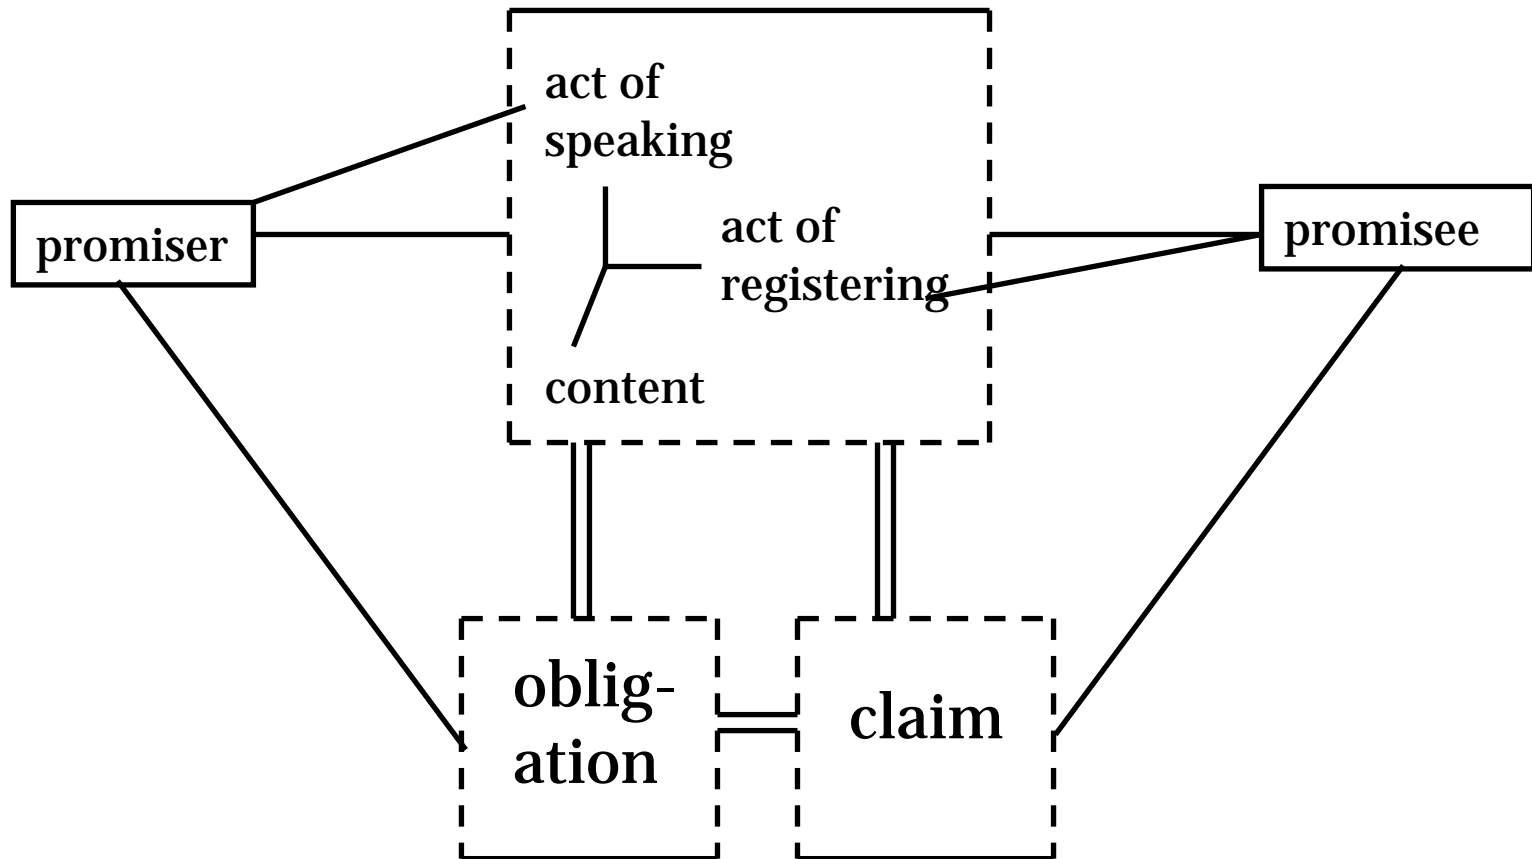 act of
speaking
promiser
act of
registering
promisee
content
oblig-
ation
claim